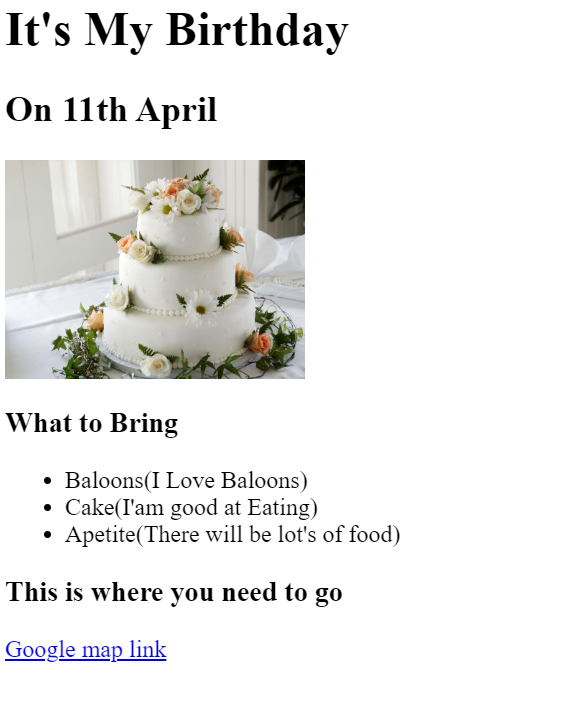 It's My Birthday
On 11th April
What to Bring
Baloons(I Love Baloons)
Cake(I'am good at Eating)
Apetite(There will be lot's of food)
This is where you need to go
Google map link